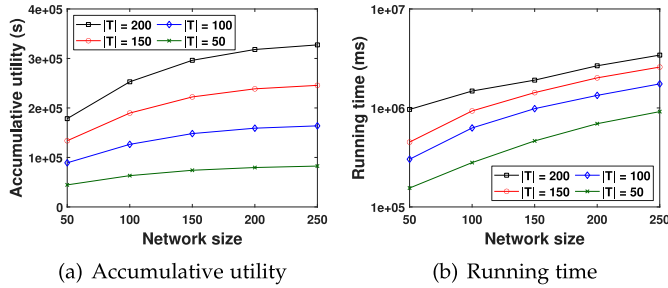 Accumulative utility (s)
4e+05
3e+05
2e+05
1e+05
0
|T| = 200 |T| = 100
|T| = 150 |T| = 50
50 100 150 200 250
Network size
(a) Accumulative utility
Running time (ms)
1e+07
1e+06
1e+05
|T| = 200 |T| = 100
|T| = 150 |T| = 50
50 100 150 200 250
Network size
(b) Running time